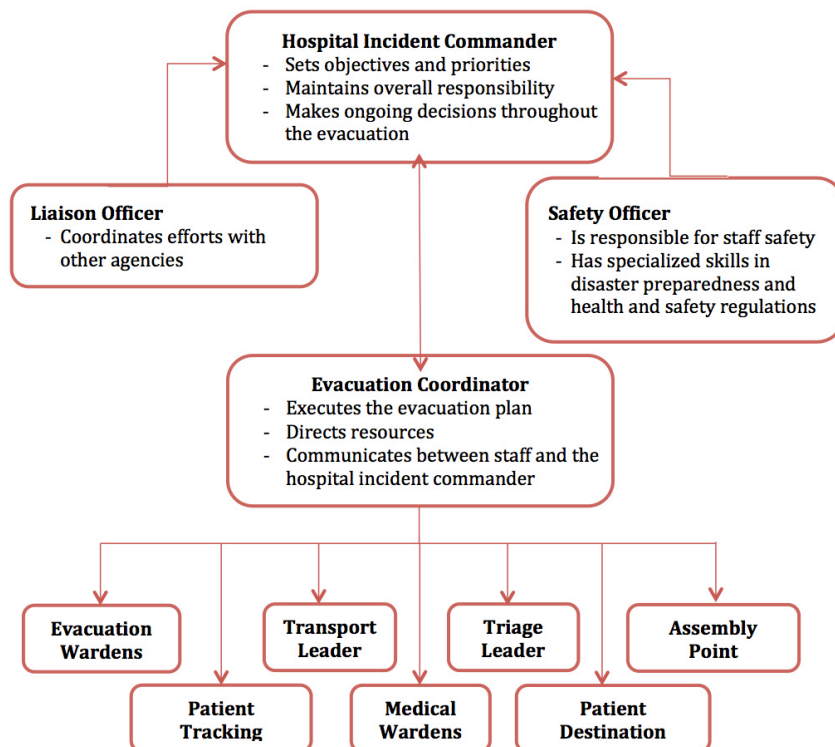 Hospital Incident Commander
- Sets objectives and priorities
- Maintains overall responsibility
- Makes ongoing decisions throughout
the evacuation
Liaison Officer
- Coordinates efforts with
other agencies
Safety Officer
- Is responsible for staff safety
- Has specialized skills in
disaster preparedness and
health and safety regulations
Evacuation Coordinator
- Executes the evacuation plan
- Directs resources
- Communicates between staff and the
hospital incident commander
Evacuation
Wardens
Transport
Leader
Triage
Leader
Assembly
Point
Patient
Tracking
Medical
Wardens
Patient
Destination